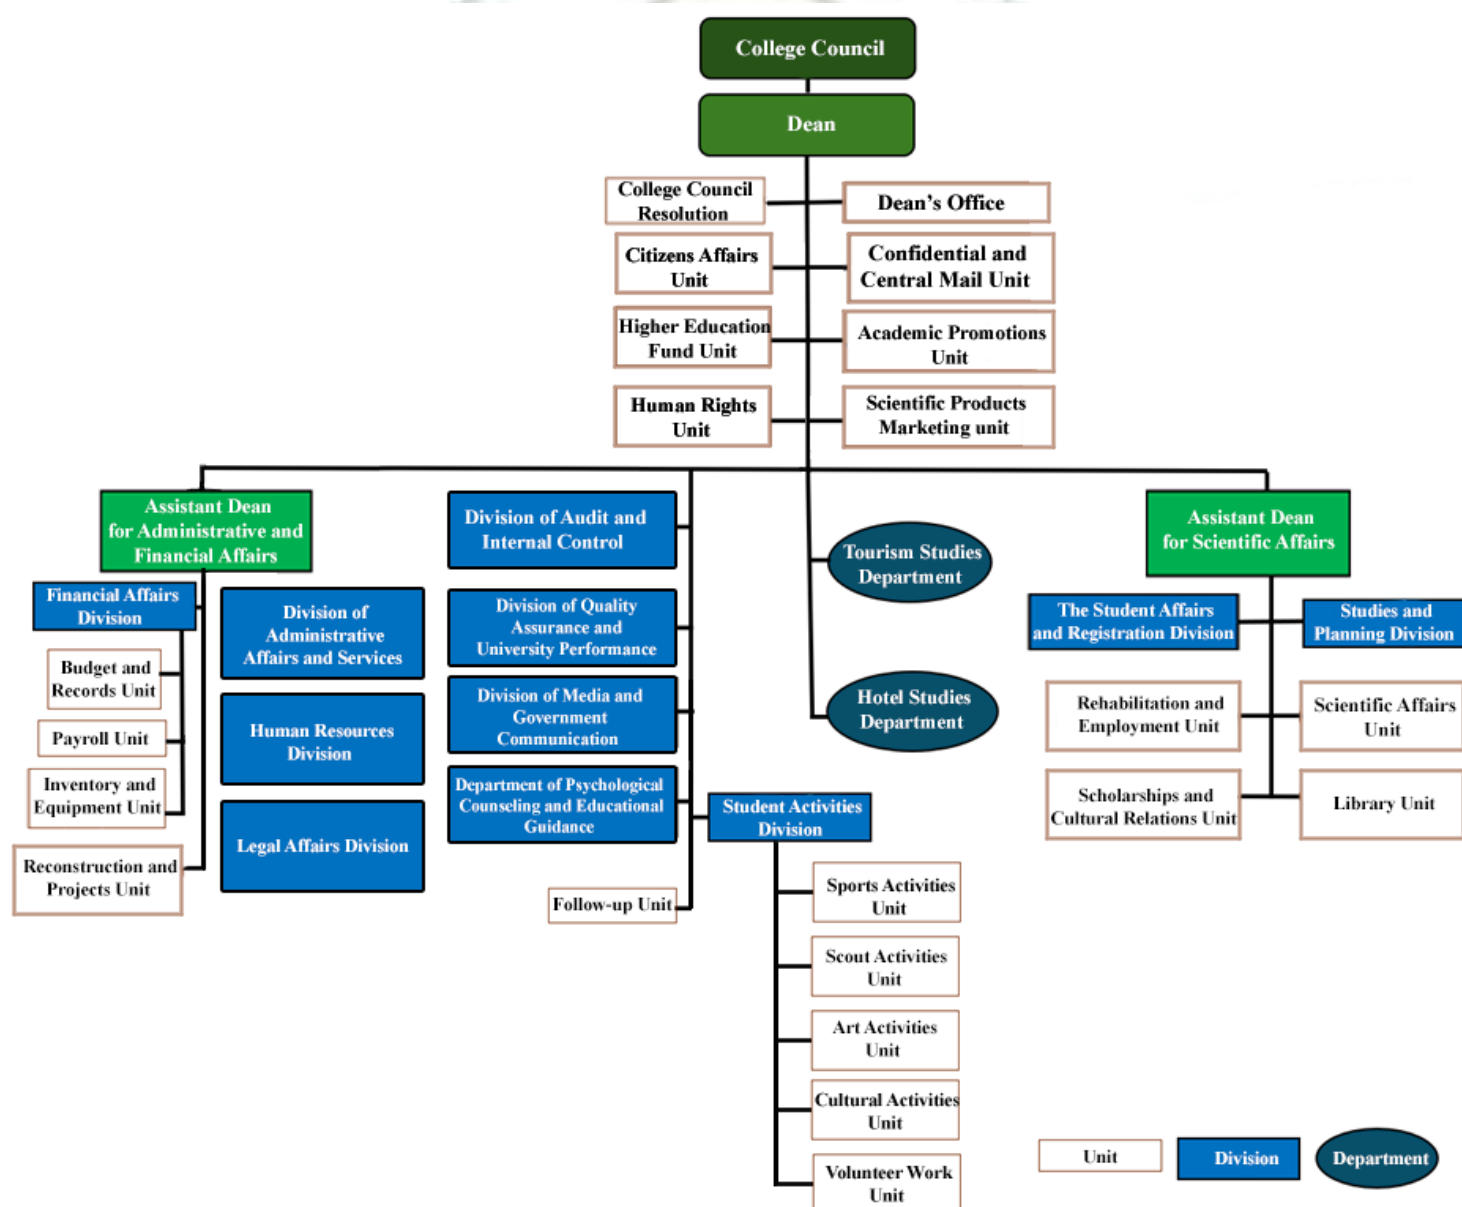 College Council
Dean
College Council
Resolution
Dean's Office
Citizens Affairs
Unit
Confidential and
Central Mail Unit
Higher Education
Fund Unit
Academic Promotions
Unit
Human Rights
Unit
Scientific Products
Marketing unit
Assistant Dean
for Administrative and
Financial Affairs
Financial Affairs
Division
Budget and
Records Unit
Payroll Unit
Inventory and
Equipment Unit
Reconstruction and
Projects Unit
Division of
Administrative
Affairs and Services
Human Resources
Division
Legal Affairs Division
Division of Audit and
Internal Control
Division of Quality
Assurance and
University Performance
Division of Media and
Government
Communication
Department of Psychological
Counseling and Educational
Guidance
Follow-up Unit
Student Activities
Division
Sports Activities
Unit
Scout Activities
Unit
Art Activities
Unit
Cultural Activities
Unit
Volunteer Work
Unit
Tourism Studies
Department
Hotel Studies
Department
Assistant Dean
for Scientific Affairs
The Student Affairs
and Registration Division
Studies and
Planning Division
Rehabilitation and
Employment Unit
Scientific Affairs
Unit
Scholarships and
Cultural Relations Unit
Library Unit
Unit
Division
Department